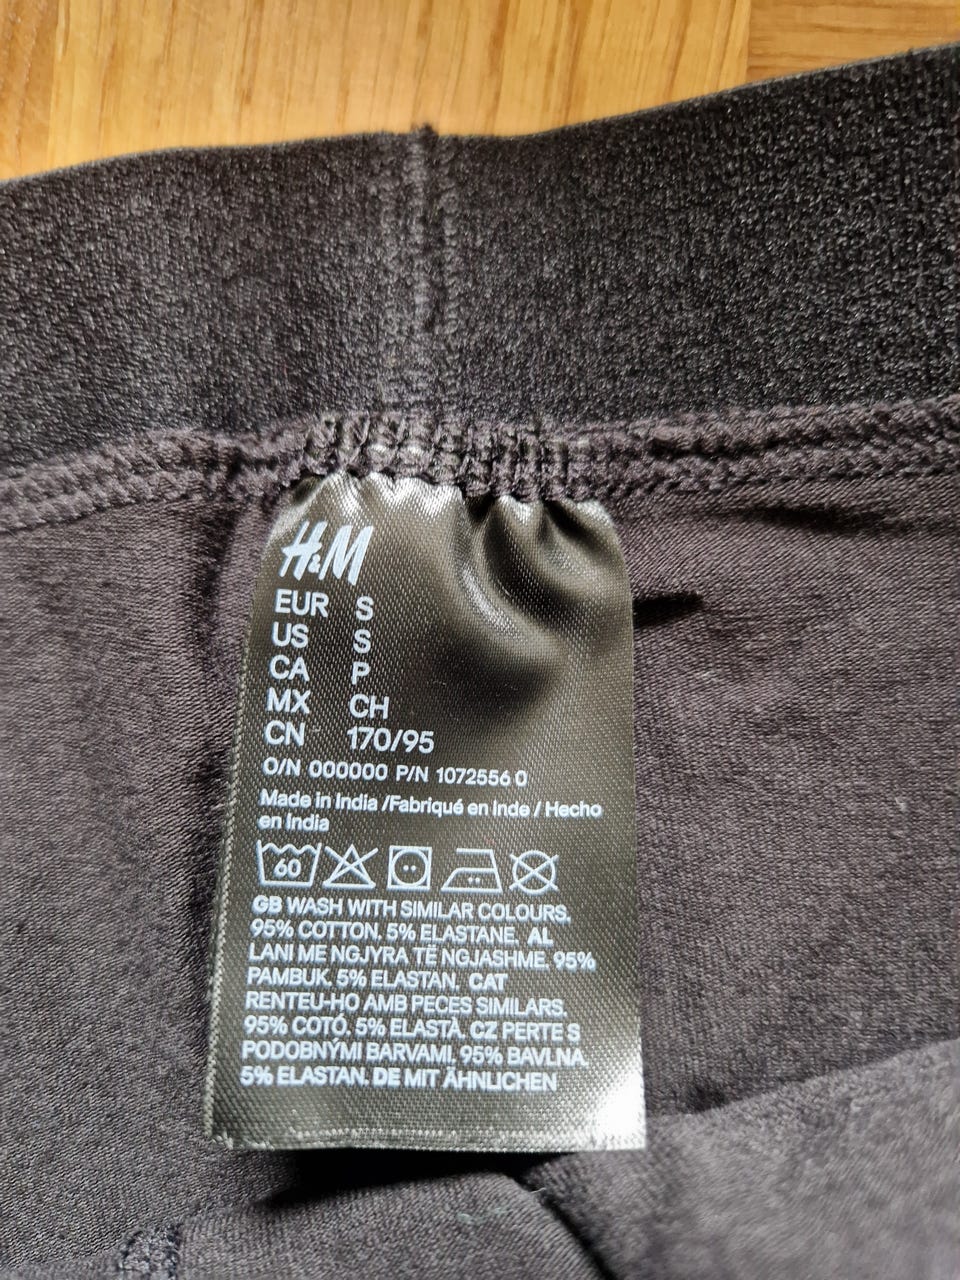 H&M
EUR S
US S
CA P
MX CH
CN 170/95
O/N 000000 P/N 1072556 0
Made in India /Fabriqué en Inde / Hecho
en India
60
GB WASH WITH SIMILAR COLOURS.
95% COTTON. 5% ELASTANE. AL
LANI ME NGJYRA TË NGJASHME. 95%
PAMBUK. 5% ELASTAN. CAT
RENTEU-HO AMB PECES SIMILARS.
95% COTÓ. 5% ELASTÀ. CZ PERTE S
PODOBNÝMI BARVAMI. 95% BAVLNA.
5% ELASTAN. DE MIT ÄHNLICHEN